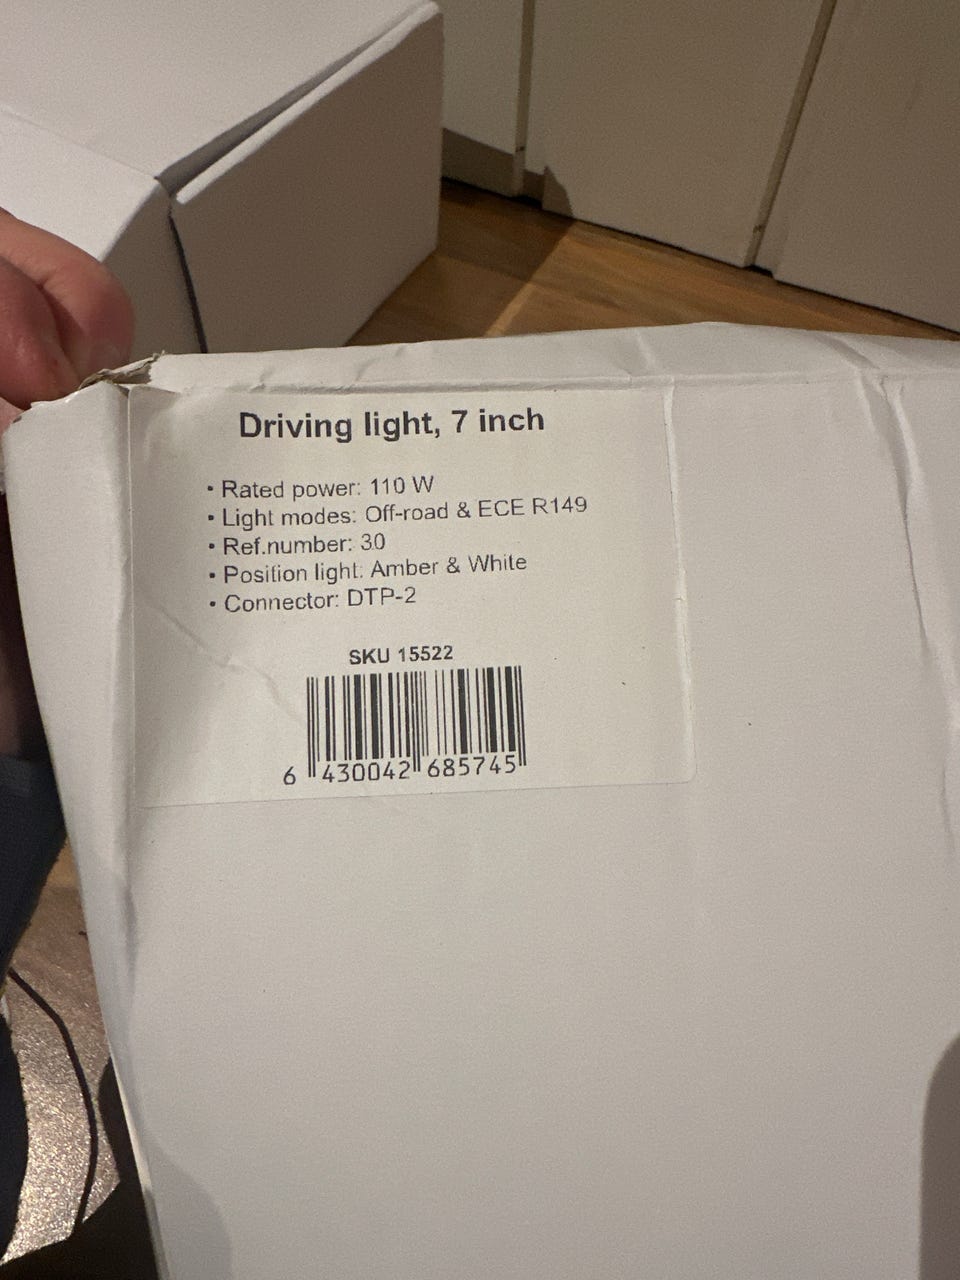 Driving light, 7 inch
• Rated power: 110 W
• Light modes: Off-road & ECE R149
• Ref.number: 30
• Position light: Amber & White
• Connector: DTP-2
SKU 15522
6 430042 685745